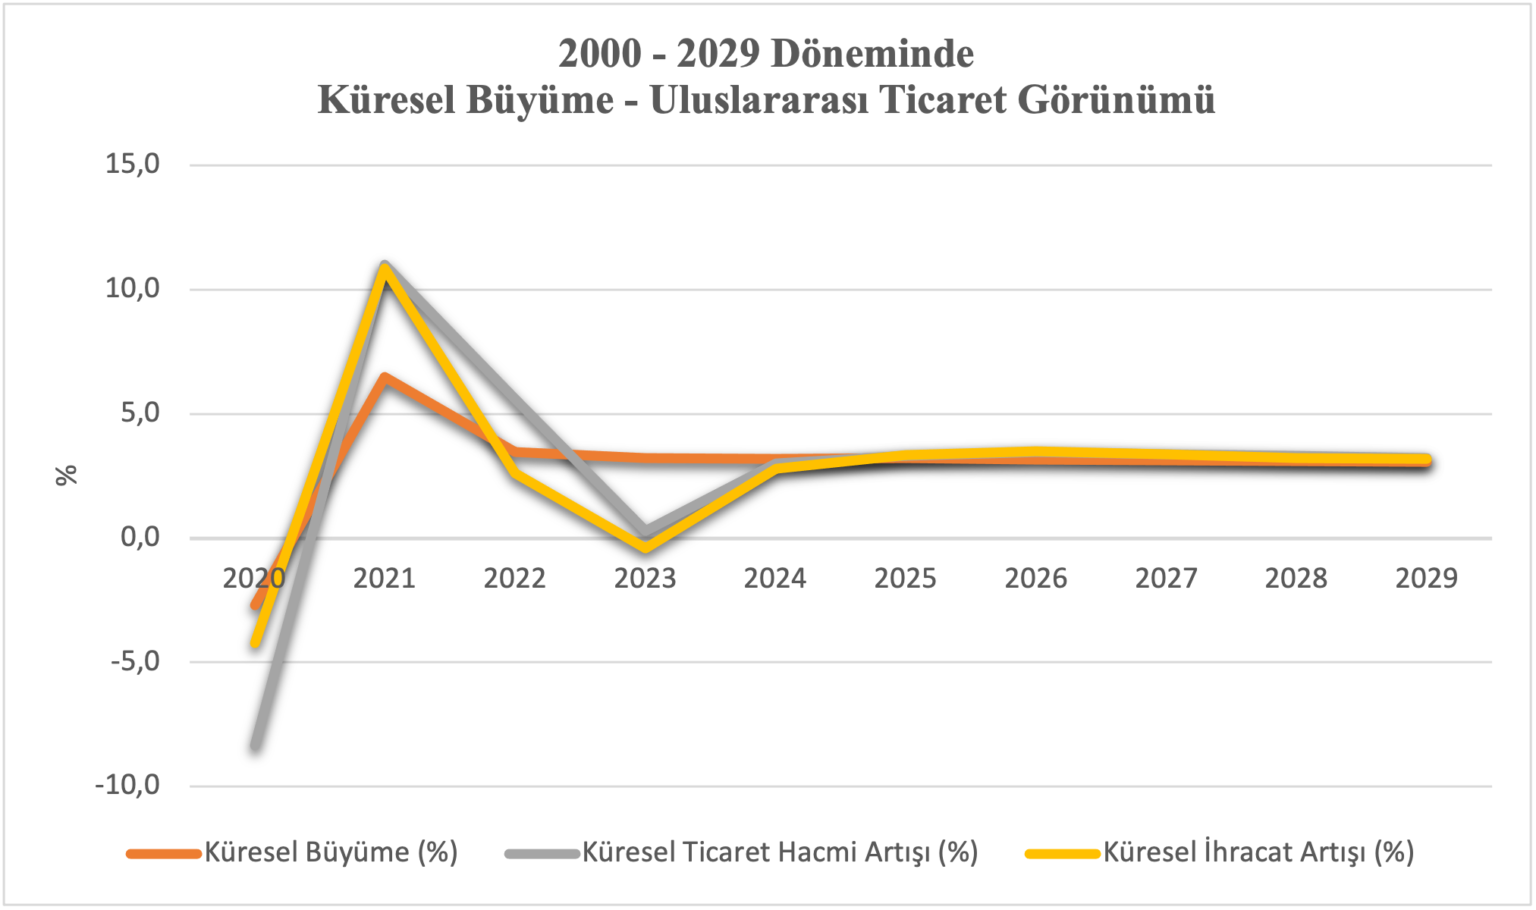 2000 - 2029 Döneminde
Küresel Büyüme - Uluslararası Ticaret Görünümü
15,0
10,0
5,0
%
0,0
2020 2021 2022 2023 2024 2025 2026 2027 2028 2029
-5,0
-10,0
Küresel Büyüme (%) Küresel Ticaret Hacmi Artışı (%) Küresel İhracat Artışı (%)